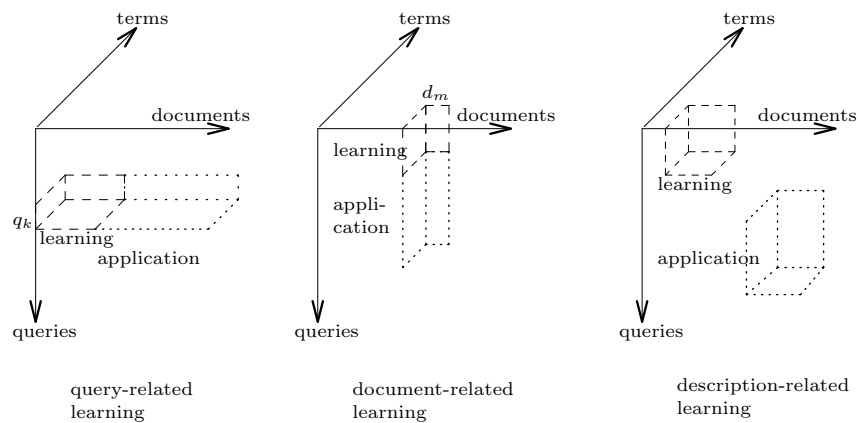 terms
documents
q_k
learning
application
queries
query-related
learning
terms
d_m
documents
learning
appli-
cation
queries
document-related
learning
terms
documents
learning
application
queries
description-related
learning